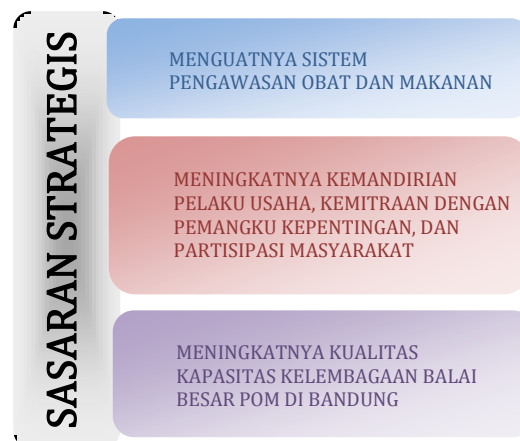 SASARAN STRATEGIS
MENGUATNYA SISTEM
PENGAWASAN OBAT DAN MAKANAN
MENINGKATNYA KEMANDIRIAN
PELAKU USAHA, KEMITRAAN DENGAN
PEMANGKU KEPENTINGAN, DAN
PARTISIPASI MASYARAKAT
MENINGKATNYA KUALITAS
KAPASITAS KELEMBAGAAN BALAI
BESAR POM DI BANDUNG